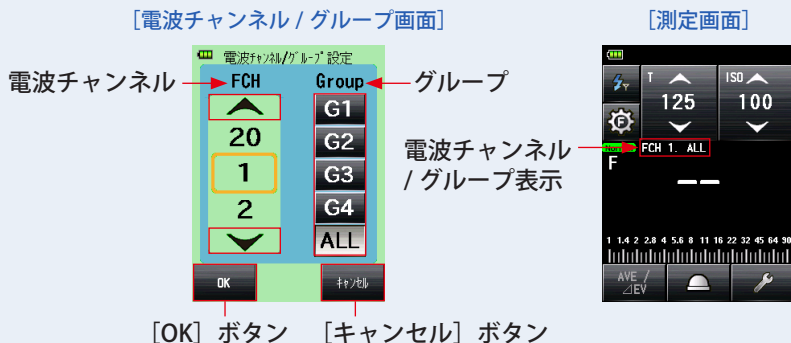 [電波チャンネル / グループ画面]
[測定画面]
電波チャンネル/グループ設定
電波チャンネル
FCH
Group
グループ
G1
20
G2
1
G3
2
G4
ALL
OK
キャンセル
[OK] ボタン
[キャンセル] ボタン
T
ISO
125
100
電波チャンネル
/ グループ表示
FCH 1. ALL
F
1 1.4 2 2.8 4 5.6 8 11 16 22 32 45 64 90
AVE /
⊿EV